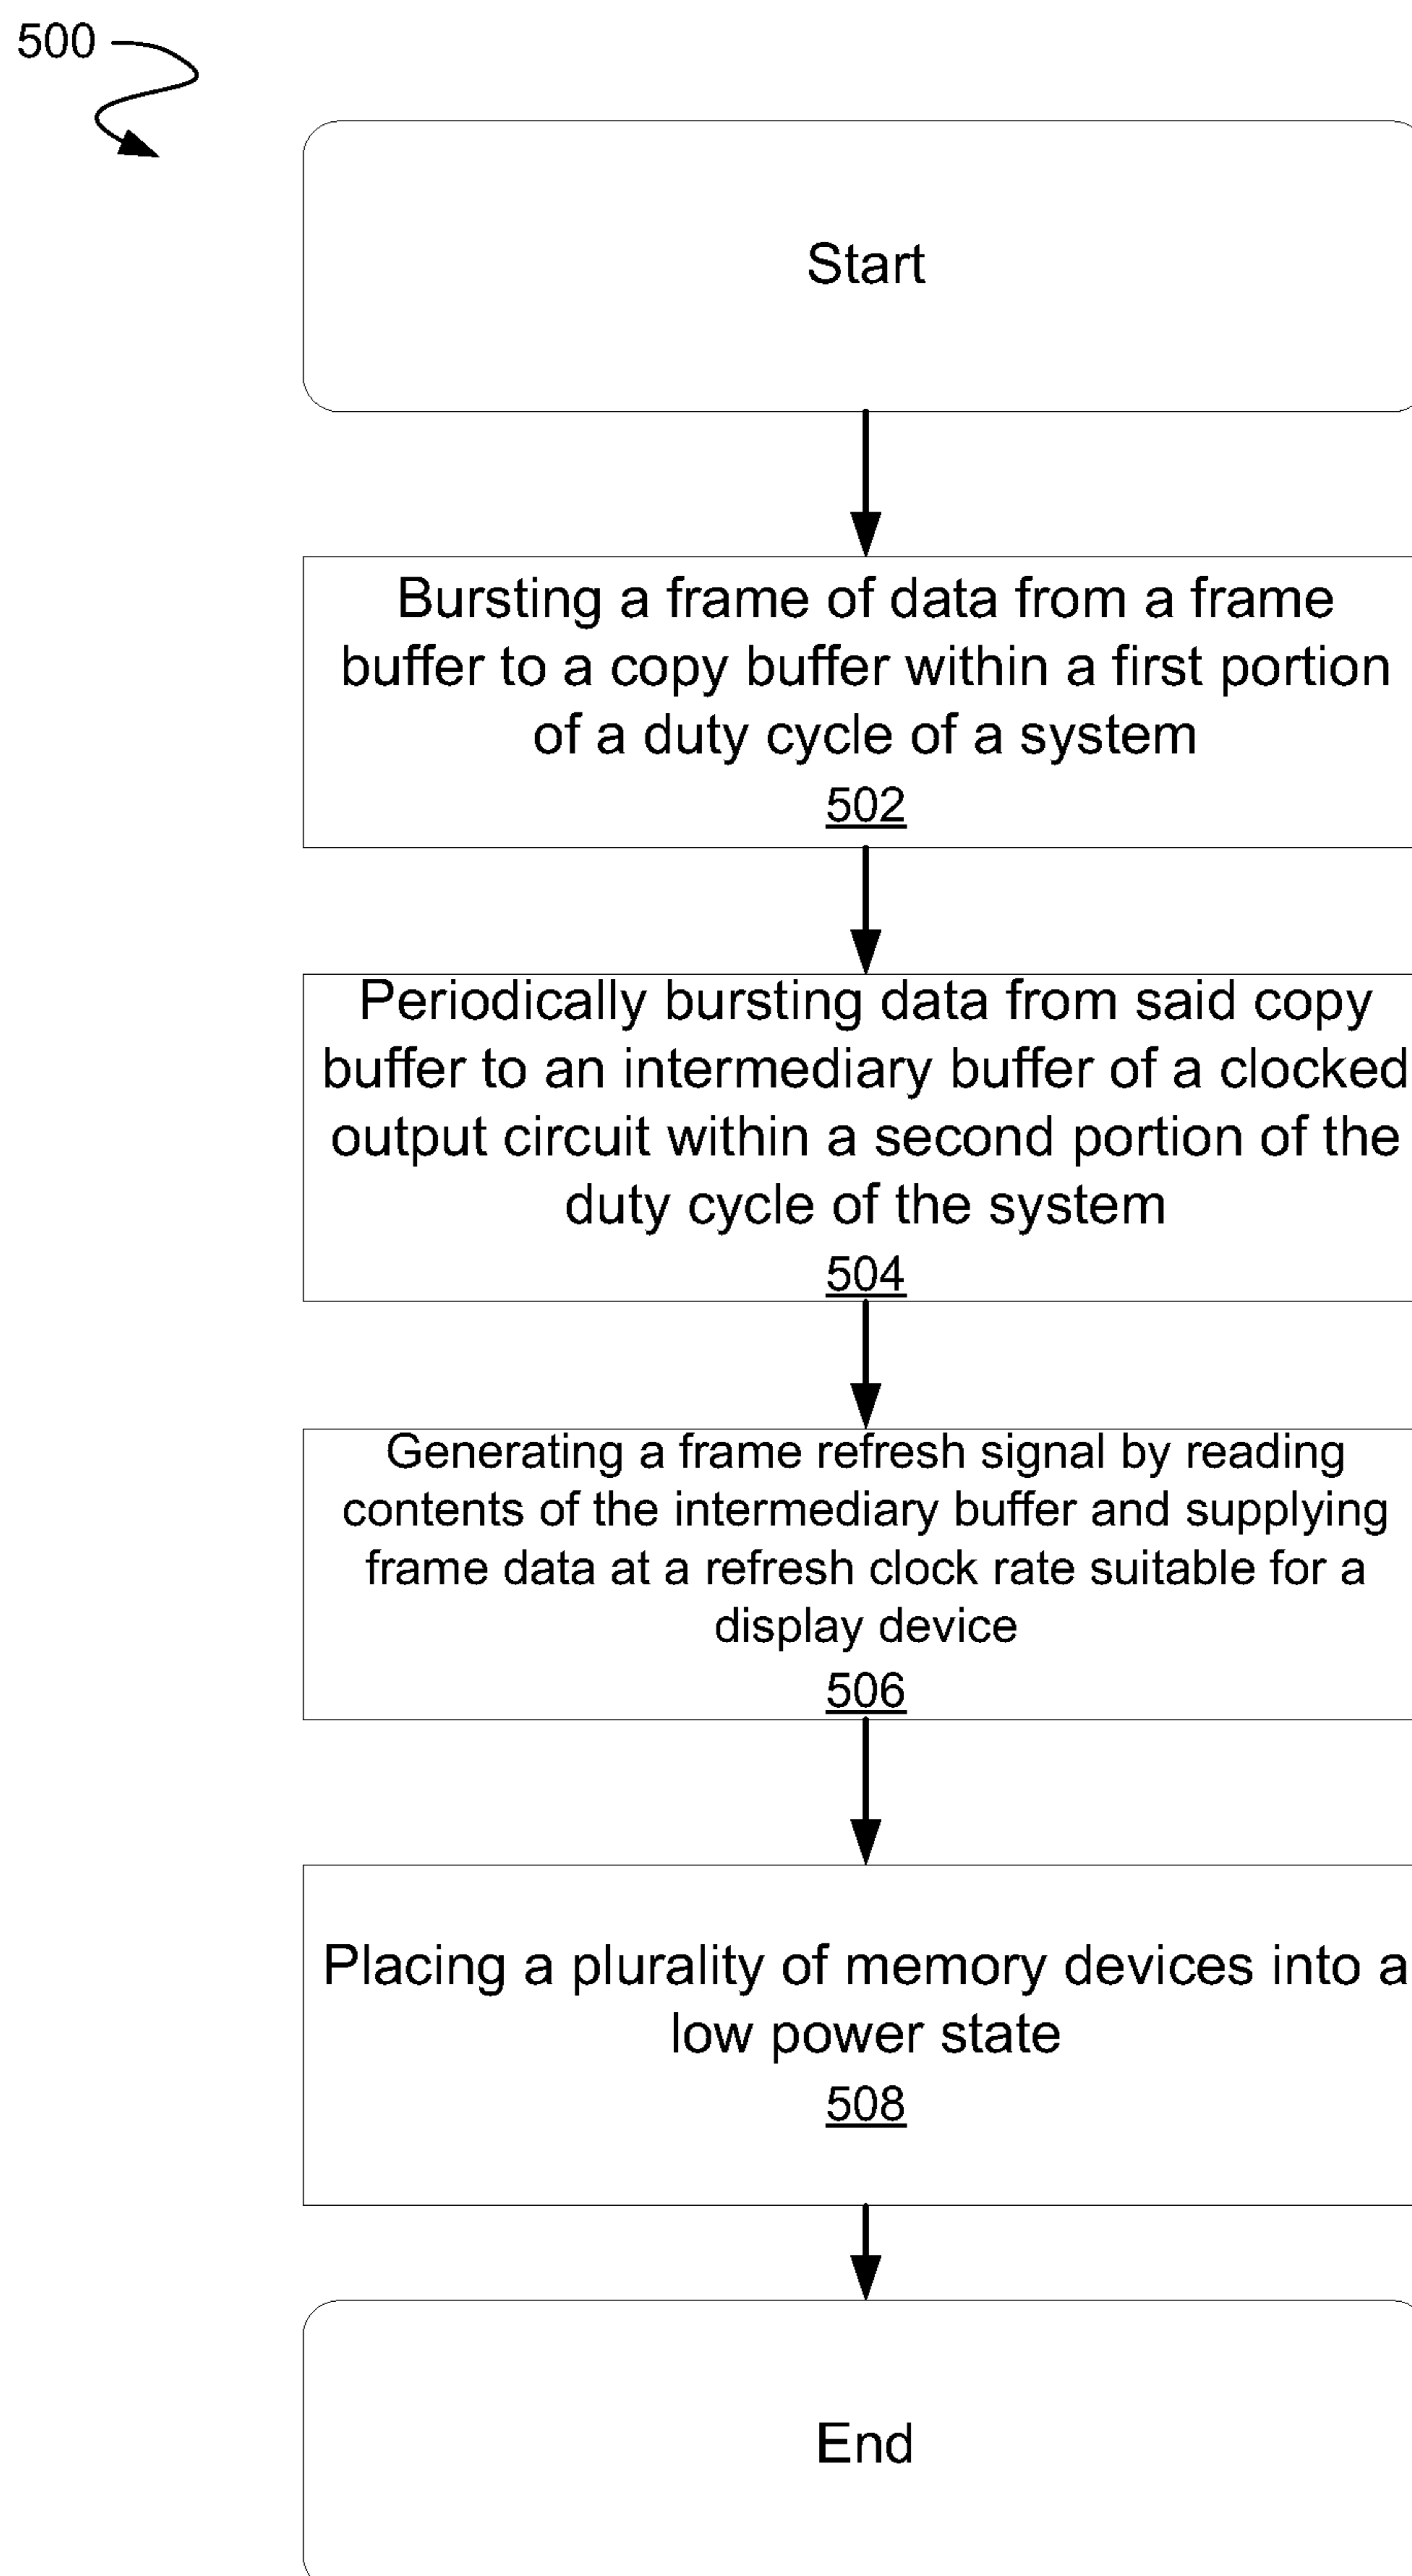 500
Start
Bursting a frame of data from a frame
buffer to a copy buffer within a first portion
of a duty cycle of a system
502
Periodically bursting data from said copy
buffer to an intermediary buffer of a clocked
output circuit within a second portion of the
duty cycle of the system
504
Generating a frame refresh signal by reading
contents of the intermediary buffer and supplying
frame data at a refresh clock rate suitable for a
display device
506
Placing a plurality of memory devices into a
low power state
508
End